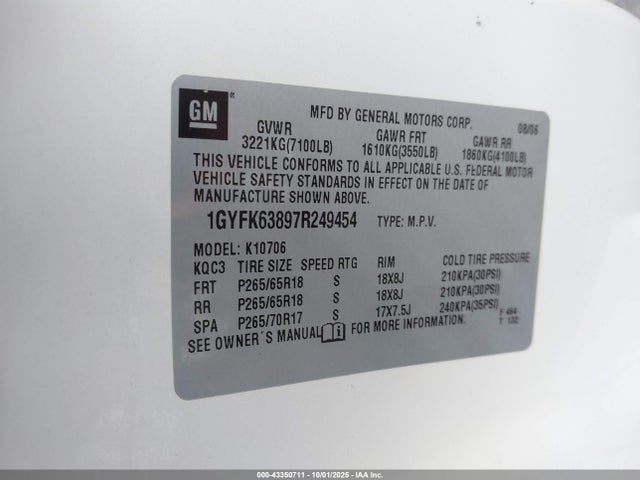 GM ®
MFD BY GENERAL MOTORS CORP. 08/06
GVWR GAWR FRT GAWR RR
3221KG(7100LB) 1610KG(3550LB) 1860KG(4100LB)
THIS VEHICLE CONFORMS TO ALL APPLICABLE U.S. FEDERAL MOTOR
VEHICLE SAFETY STANDARDS IN EFFECT ON THE DATE OF
MANUFACTURE SHOWN ABOVE.
1GYFK63897R249454 TYPE: M.P.V.
MODEL: K10706
KQC3 TIRE SIZE SPEED RTG RIM COLD TIRE PRESSURE
FRT P265/65R18 S 18X8J 210KPA(30PSI)
RR P265/65R18 S 18X8J 210KPA(30PSI)
SPA P265/70R17 S 17X7.5J 240KPA(35PSI)
F 494
T 132
SEE OWNER'S MANUAL i FOR MORE INFORMATION.
000-43350711 - 10/01/2025 - IAA Inc.